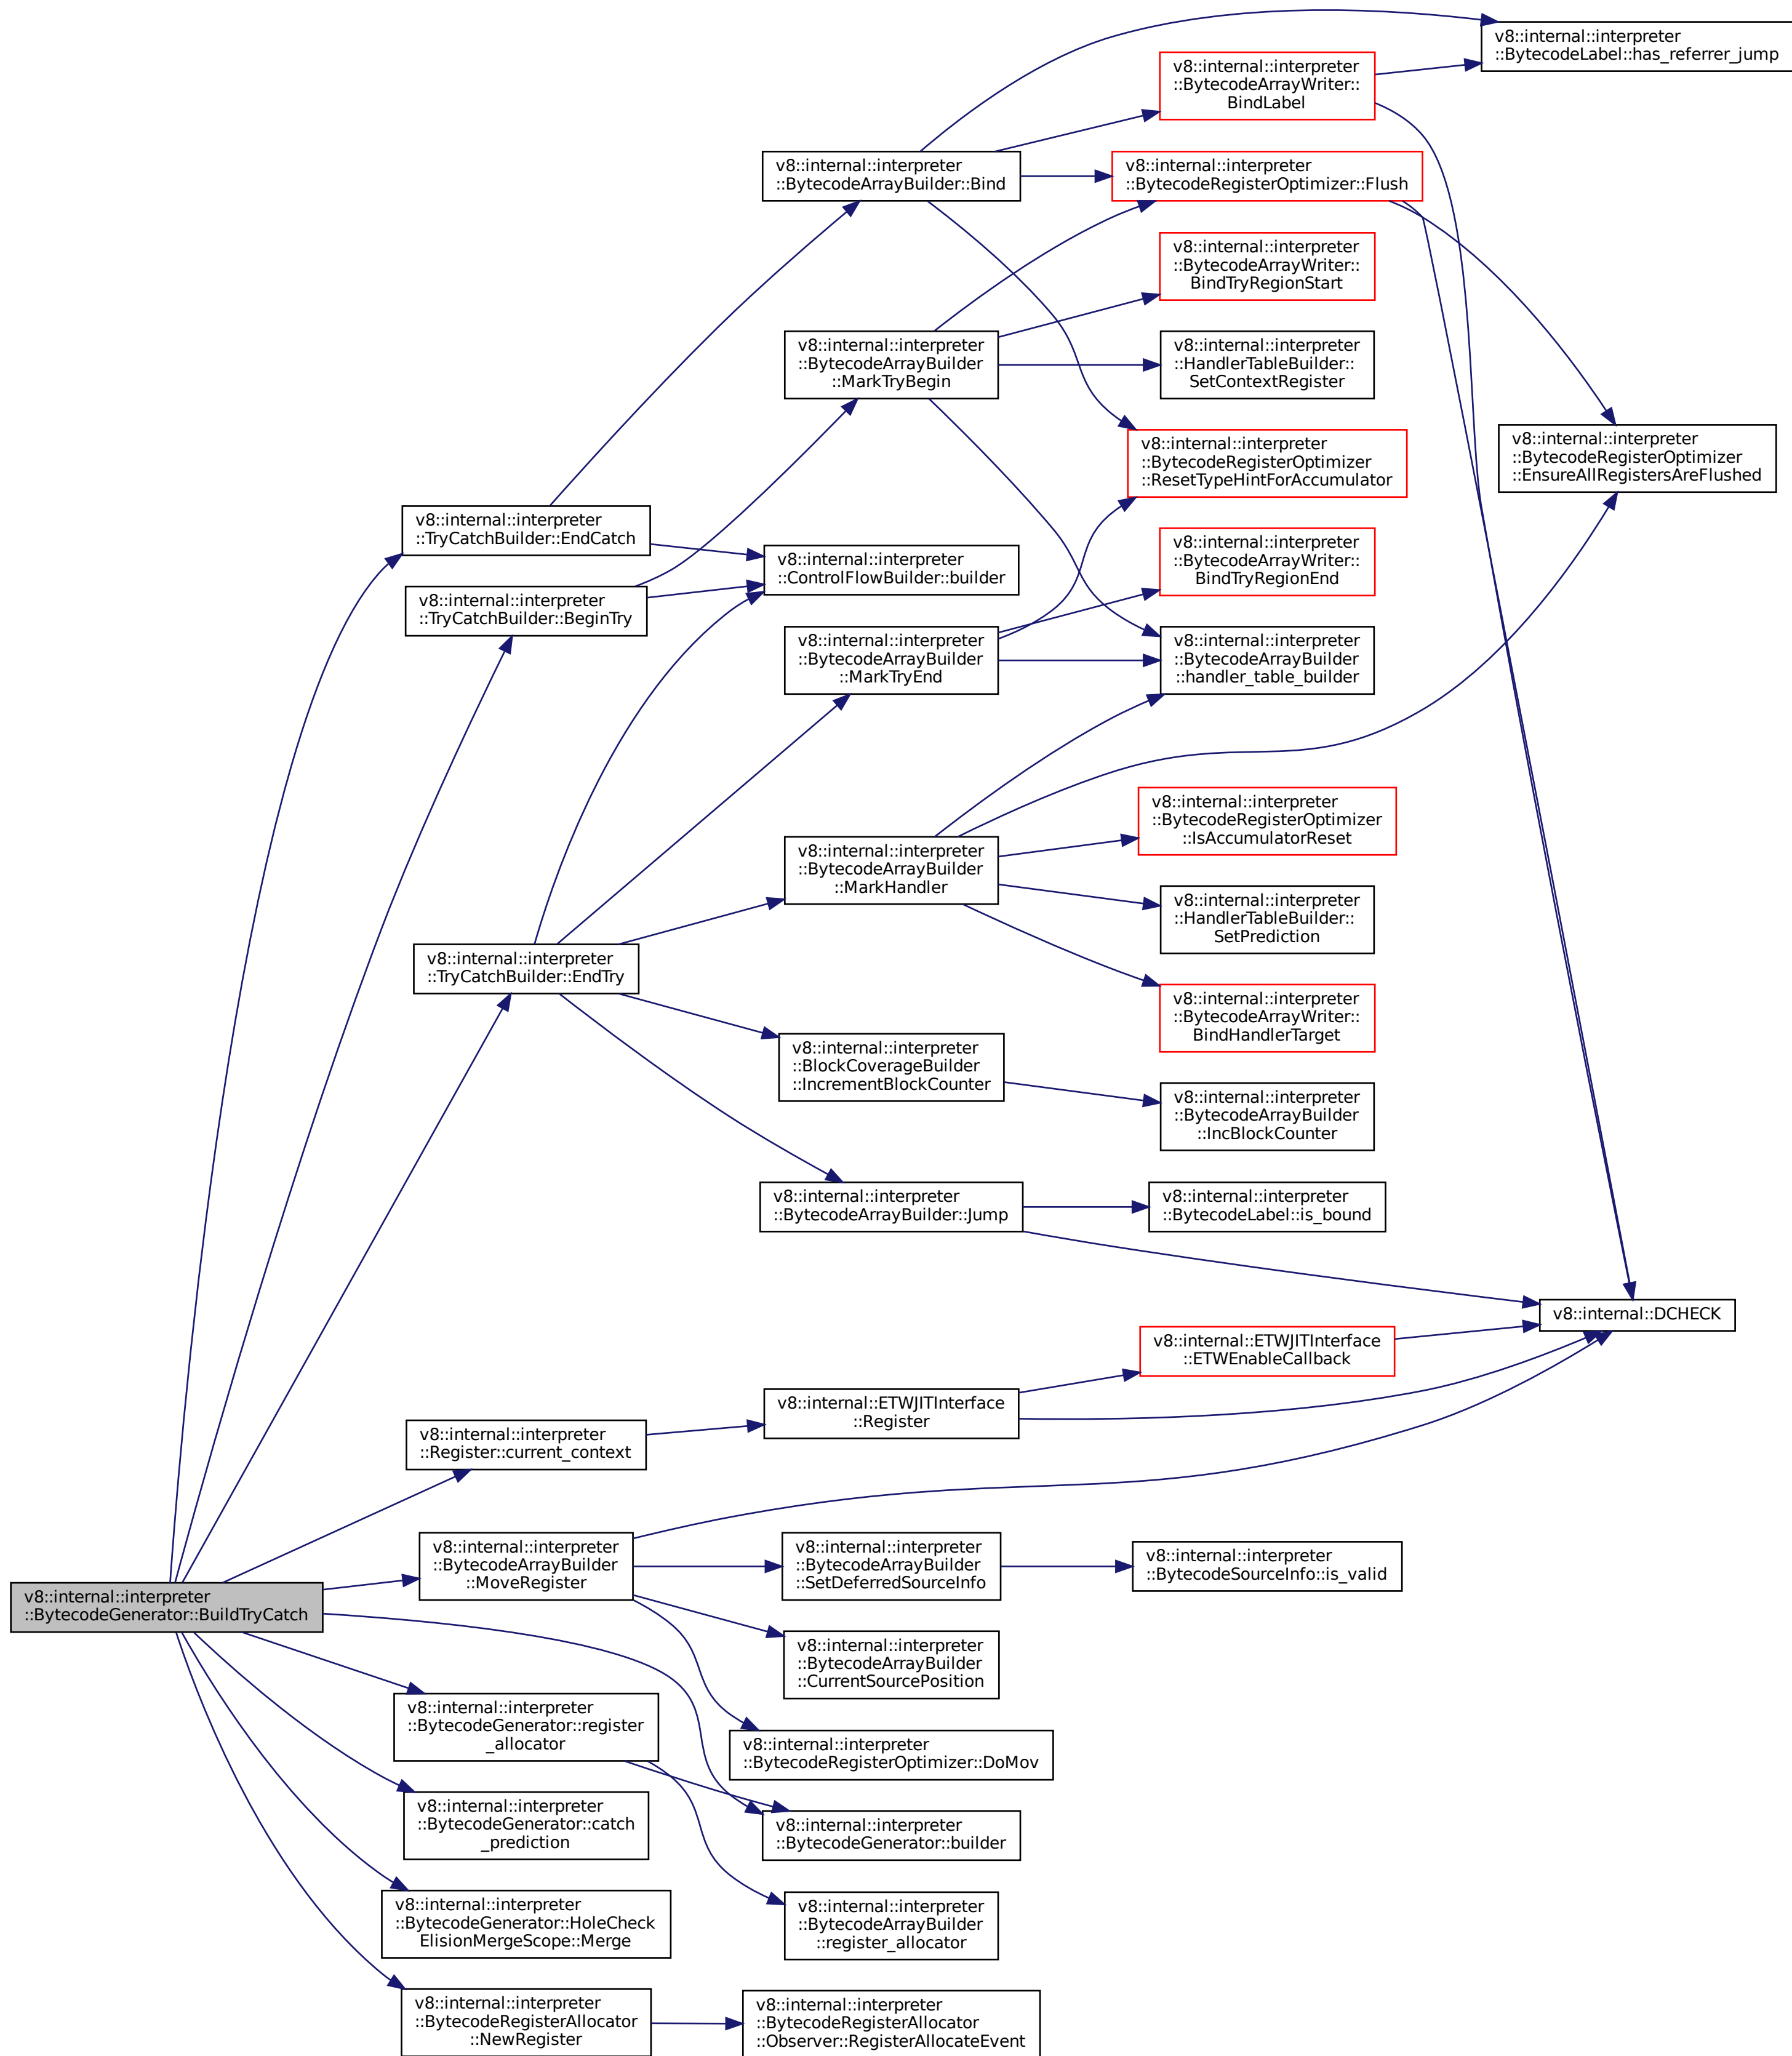 v8::internal::interpreter
::BytecodeLabel::has_referrer_jump
v8::internal::interpreter
::BytecodeArrayWriter::
BindLabel
v8::internal::interpreter
::BytecodeArrayBuilder::Bind
v8::internal::interpreter
::BytecodeRegisterOptimizer::Flush
v8::internal::interpreter
::BytecodeArrayWriter::
BindTryRegionStart
v8::internal::interpreter
::BytecodeArrayBuilder
::MarkTryBegin
v8::internal::interpreter
::HandlerTableBuilder::
SetContextRegister
v8::internal::interpreter
::BytecodeRegisterOptimizer
::ResetTypeHintForAccumulator
v8::internal::interpreter
::BytecodeRegisterOptimizer
::EnsureAllRegistersAreFlushed
v8::internal::interpreter
::TryCatchBuilder::EndCatch
v8::internal::interpreter
::ControlFlowBuilder::builder
v8::internal::interpreter
::BytecodeArrayWriter::
BindTryRegionEnd
v8::internal::interpreter
::TryCatchBuilder::BeginTry
v8::internal::interpreter
::BytecodeArrayBuilder
::MarkTryEnd
v8::internal::interpreter
::BytecodeArrayBuilder
::handler_table_builder
v8::internal::interpreter
::BytecodeRegisterOptimizer
::IsAccumulatorReset
v8::internal::interpreter
::BytecodeArrayBuilder
::MarkHandler
v8::internal::interpreter
::HandlerTableBuilder::
SetPrediction
v8::internal::interpreter
::TryCatchBuilder::EndTry
v8::internal::interpreter
::BytecodeArrayWriter::
BindHandlerTarget
v8::internal::interpreter
::BlockCoverageBuilder
::IncrementBlockCounter
v8::internal::interpreter
::BytecodeArrayBuilder
::IncBlockCounter
v8::internal::interpreter
::BytecodeArrayBuilder::Jump
v8::internal::interpreter
::BytecodeLabel::is_bound
v8::internal::DCHECK
v8::internal::ETWJITInterface
::ETWEnableCallback
v8::internal::ETWJITInterface
::Register
v8::internal::interpreter
::Register::current_context
v8::internal::interpreter
::BytecodeArrayBuilder
::MoveRegister
v8::internal::interpreter
::BytecodeArrayBuilder
::SetDeferredSourceInfo
v8::internal::interpreter
::BytecodeSourceInfo::is_valid
v8::internal::interpreter
::BytecodeGenerator::BuildTryCatch
v8::internal::interpreter
::BytecodeArrayBuilder
::CurrentSourcePosition
v8::internal::interpreter
::BytecodeGenerator::register
_allocator
v8::internal::interpreter
::BytecodeRegisterOptimizer::DoMov
v8::internal::interpreter
::BytecodeGenerator::catch
_prediction
v8::internal::interpreter
::BytecodeGenerator::builder
v8::internal::interpreter
::BytecodeGenerator::HoleCheck
ElisionMergeScope::Merge
v8::internal::interpreter
::BytecodeArrayBuilder
::register_allocator
v8::internal::interpreter
::BytecodeRegisterAllocator
::NewRegister
v8::internal::interpreter
::BytecodeRegisterAllocator
::Observer::RegisterAllocateEvent